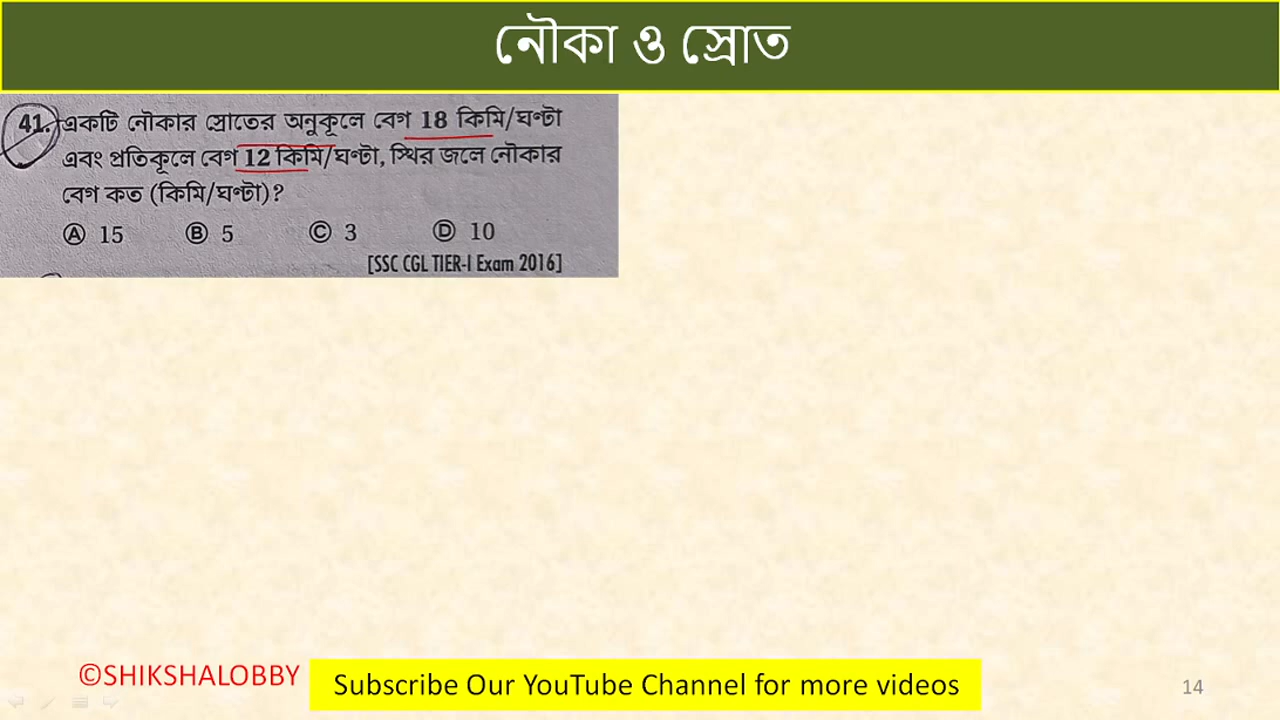 নৌকা ও স্রোত
41. একটি নৌকার স্রোতের অনুকূলে বেগ 18 কিমি/ঘণ্টা
এবং প্রতিকূলে বেগ 12 কিমি/ঘণ্টা, স্থির জলে নৌকার
বেগ কত (কিমি/ঘণ্টা)?
Ⓐ 15 Ⓑ 5 Ⓒ 3 Ⓓ 10
[SSC CGL TIER-I Exam 2016]
©SHIKSHALOBBY
Subscribe Our YouTube Channel for more videos
14